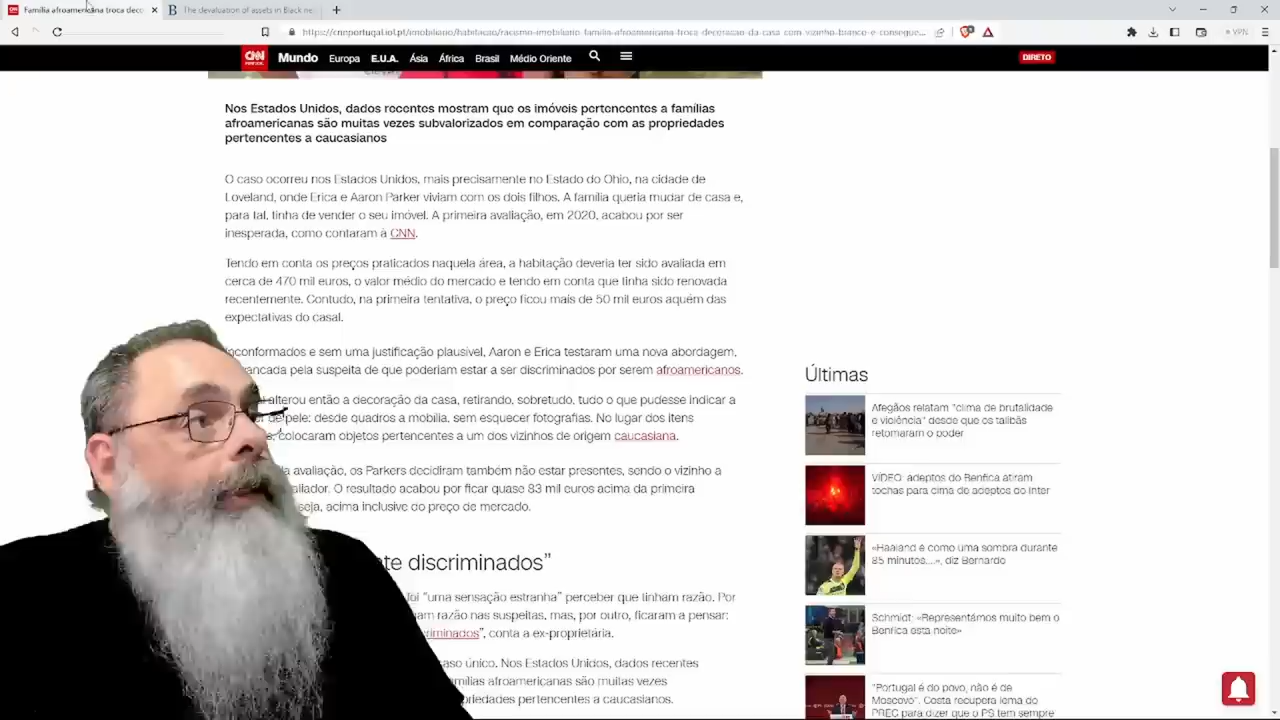 Família afroamericana troca deco
The devaluation of assets in Black ne
https://cnnportugal.iol.pt/imobiliario/habitacao/racismo-imobiliario-familia-afroamericana-troca-decoracao-da-casa-com-vizinho-branco-e-consegue...
VPN
CNN
Mundo
Europa
E.U.A.
Ásia
África
Brasil
Médio Oriente
DIRETO
Nos Estados Unidos, dados recentes mostram que os imóveis pertencentes a famílias
afroamericanas são muitas vezes subvalorizados em comparação com as propriedades
pertencentes a caucasianos
O caso ocorreu nos Estados Unidos, mais precisamente no Estado do Ohio, na cidade de
Loveland, onde Erica e Aaron Parker viviam com os dois filhos. A família queria mudar de casa e,
para tal, tinha de vender o seu imóvel. A primeira avaliação, em 2020, acabou por ser
inesperada, como contaram à CNN.
Tendo em conta os preços praticados naquela área, a habitação deveria ter sido avaliada em
cerca de 470 mil euros, o valor médio do mercado e tendo em conta que tinha sido renovada
recentemente. Contudo, na primeira tentativa, o preço ficou mais de 50 mil euros aquém das
expectativas do casal.
Inconformados e sem uma justificação plausível, Aaron e Erica testaram uma nova abordagem,
pela suspeita de que poderiam estar a ser discriminados por serem afroamericanos.
alterou então a decoração da casa, retirando, sobretudo, tudo o que pudesse indicar a
de pele: desde quadros a mobília, sem esquecer fotografias. No lugar dos itens
colocaram objetos pertencentes a um dos vizinhos de origem caucasiana.
avaliação, os Parkers decidiram também não estar presentes, sendo o vizinho a
O resultado acabou por ficar quase 83 mil euros acima da primeira
acima inclusive do preço de mercado.
discriminados”
foi “uma sensação estranha” perceber que tinham razão. Por
razão nas suspeitas, mas, por outro, ficaram a pensar:
conta a ex-proprietária.
único. Nos Estados Unidos, dados recentes
afroamericanas são muitas vezes
pertencentes a caucasianos.
Últimas
Afegãos relatam "clima de brutalidade
e violência" desde que os talibãs
retomaram o poder
VÍDEO: adeptos do Benfica atiram
tochas para cima de adeptos do Inter
«Haaland é como uma sombra durante
85 minutos...», diz Bernardo
Schmidt: «Representámos muito bem o
Benfica esta noite»
"Portugal é do povo, não é de
Moscovo". Costa recupera lema do
PREC para dizer que o PS tem sempre